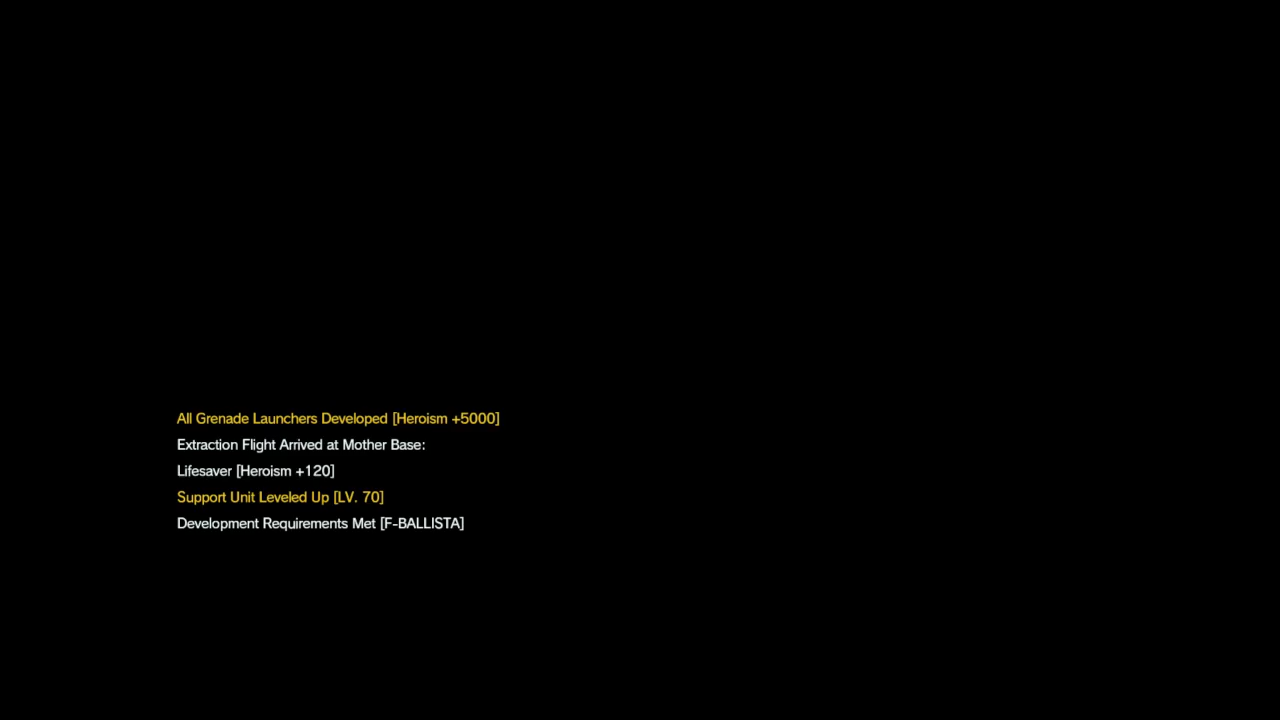 All Grenade Launchers Developed [Heroism +5000]
Extraction Flight Arrived at Mother Base:
Lifesaver [Heroism +120]
Support Unit Leveled Up [LV. 70]
Development Requirements Met [F-BALLISTA]